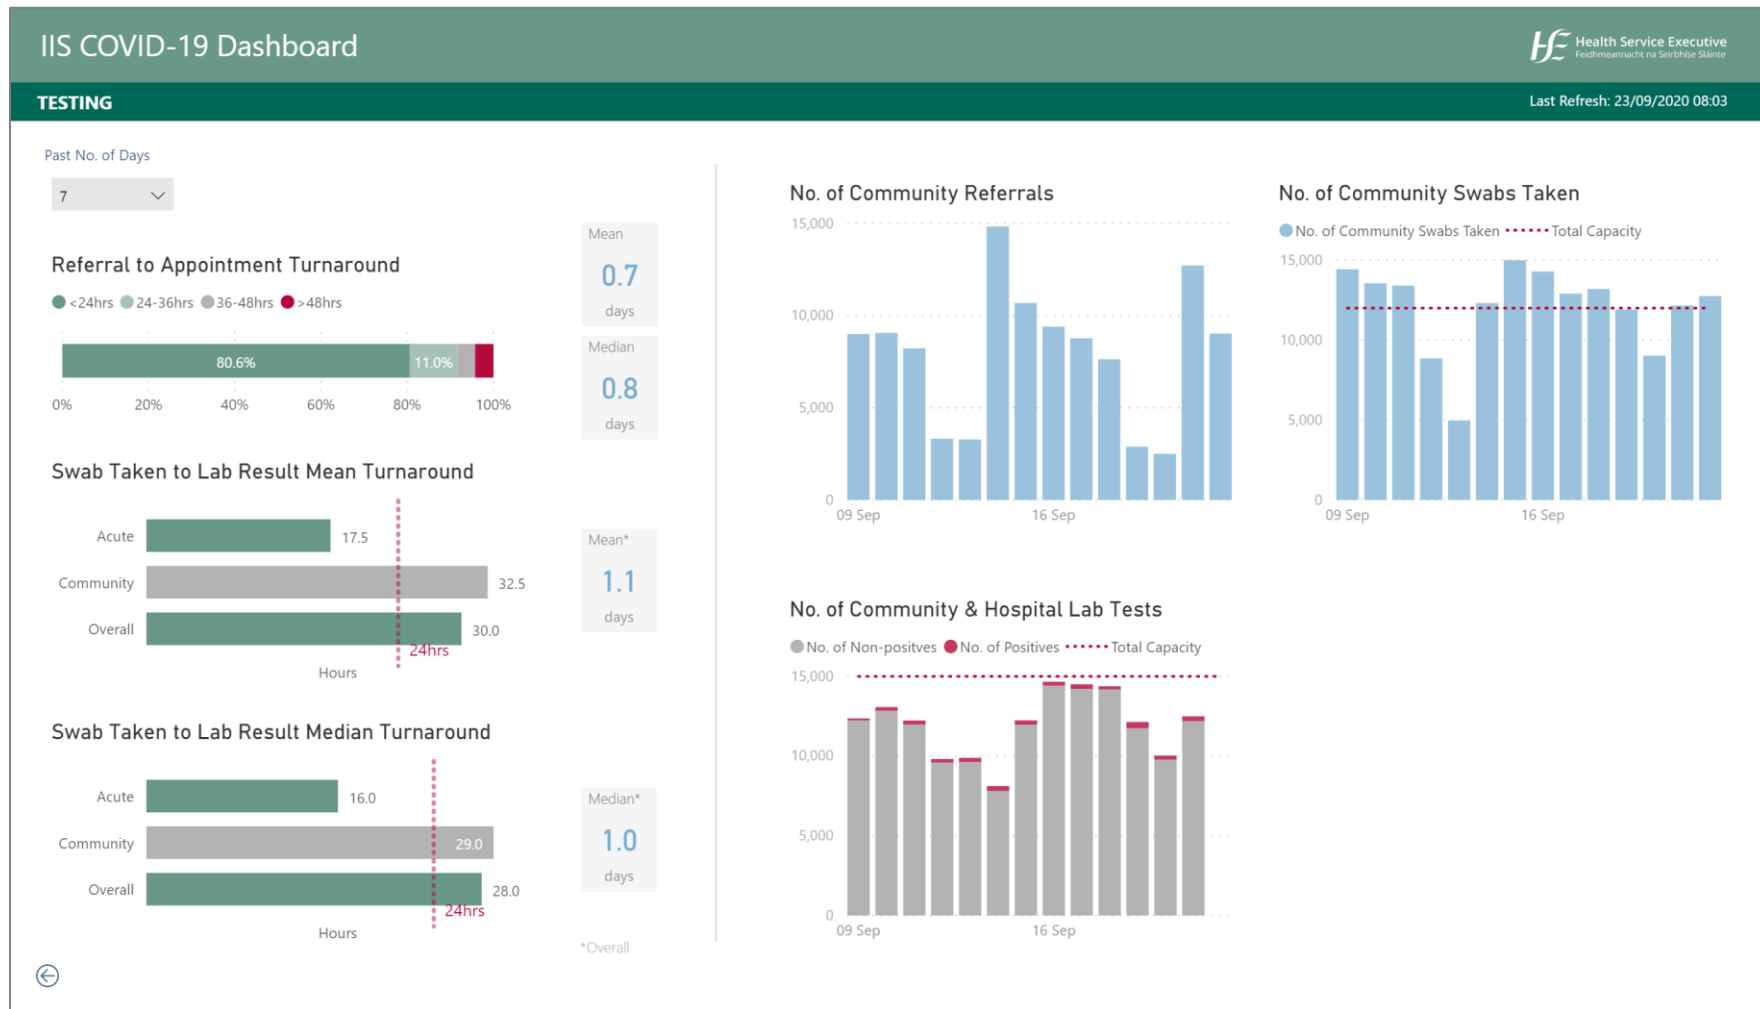 IIS COVID-19 Dashboard
Health Service Executive
Feidhmeannacht na Seirbhíse Sláinte
TESTING
Last Refresh: 23/09/2020 08:03
Past No. of Days
7
Referral to Appointment Turnaround
<24hrs 24-36hrs 36-48hrs >48hrs
80.6% 11.0%
0% 20% 40% 60% 80% 100%
Mean
0.7
days
Median
0.8
days
Swab Taken to Lab Result Mean Turnaround
Acute 17.5
Community 32.5
Overall 30.0
24hrs
Hours
Mean*
1.1
days
Swab Taken to Lab Result Median Turnaround
Acute 16.0
Community 29.0
Overall 28.0
24hrs
Hours
Median*
1.0
days
*Overall
No. of Community Referrals
15,000
10,000
5,000
0
09 Sep 16 Sep
No. of Community Swabs Taken
No. of Community Swabs Taken Total Capacity
15,000
10,000
5,000
0
09 Sep 16 Sep
No. of Community & Hospital Lab Tests
No. of Non-positves No. of Positives Total Capacity
15,000
10,000
5,000
0
09 Sep 16 Sep